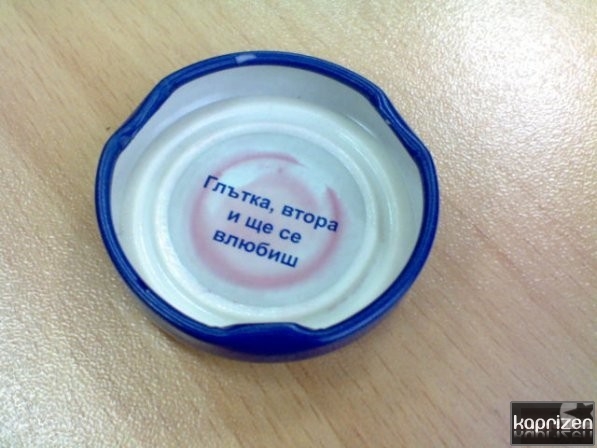 Глътка, втора
и ще се
влюбиш
kaprizen